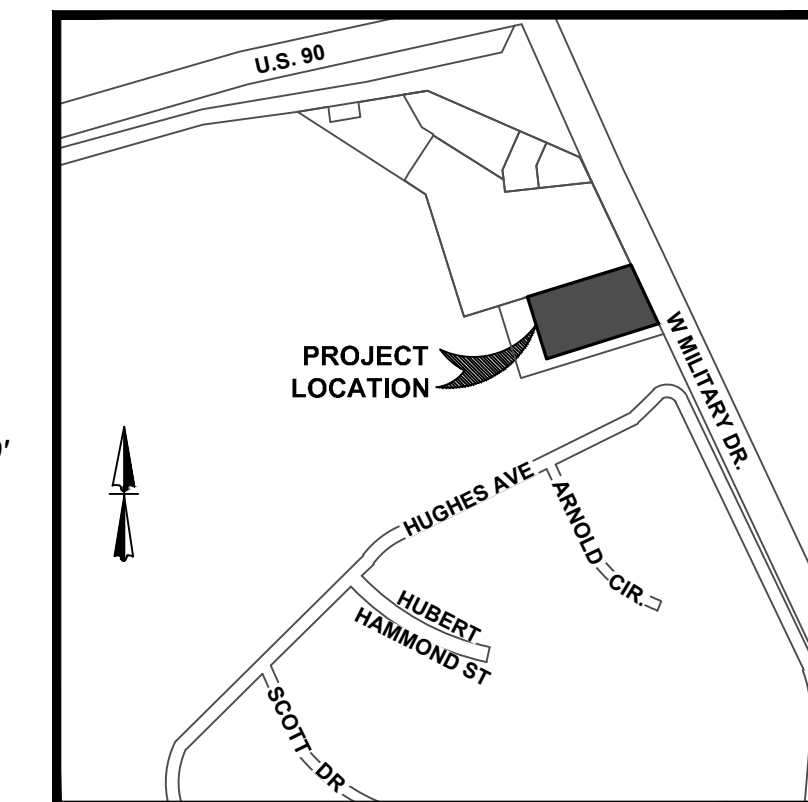 U.S. 90
PROJECT
LOCATION
W MILITARY DR.
HUGHES AVE
ARNOLD CIR.
HUBERT
HAMMOND ST
SCOTT DR